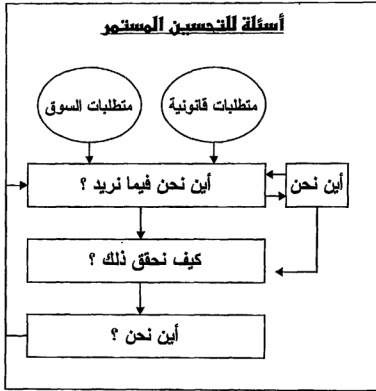 أسئلة للتحسين المستمر
متطلبات قانونية
متطلبات السوق
أين نحن فيما نريد ؟
أين نحن
كيف نحقق ذلك ؟
أين نحن ؟